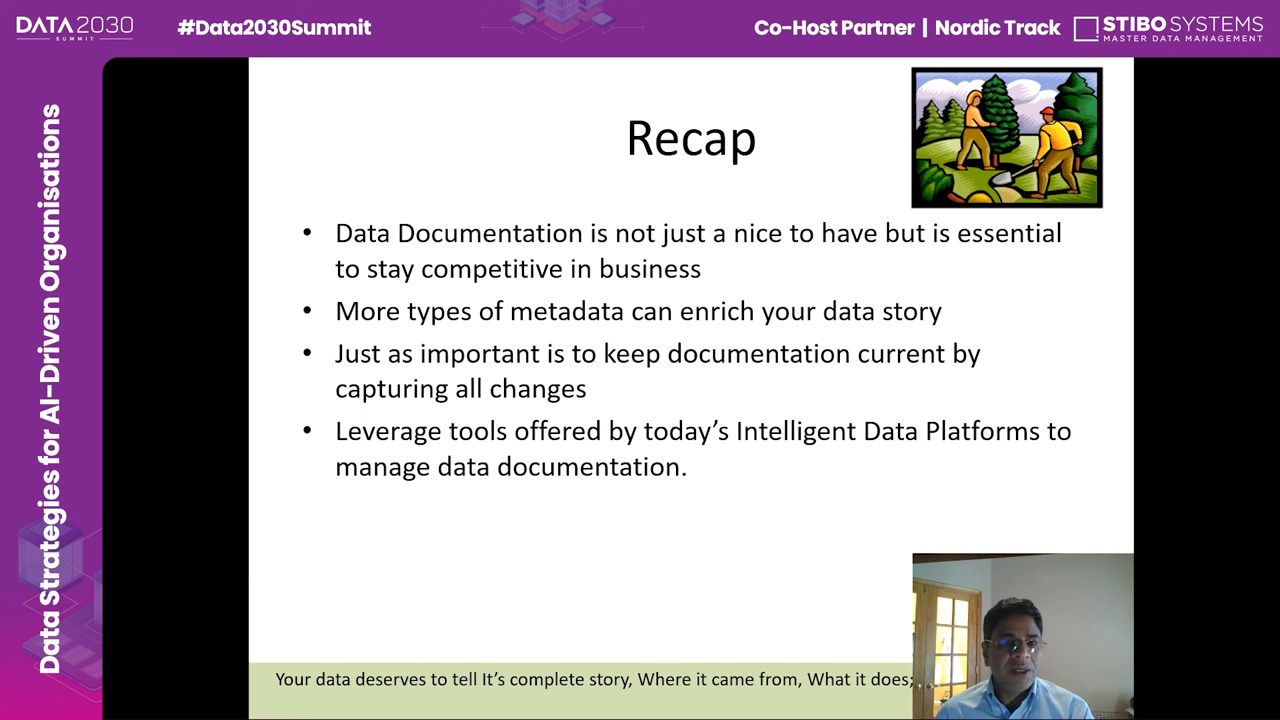 DATA2030
SUMMIT
#Data2030Summit
Co-Host Partner | Nordic Track
STIBO SYSTEMS
MASTER DATA MANAGEMENT
Data Strategies for AI-Driven Organisations
Recap
• Data Documentation is not just a nice to have but is essential
to stay competitive in business
• More types of metadata can enrich your data story
• Just as important is to keep documentation current by
capturing all changes
• Leverage tools offered by today’s Intelligent Data Platforms to
manage data documentation.
Your data deserves to tell It’s complete story, Where it came from, What it does;